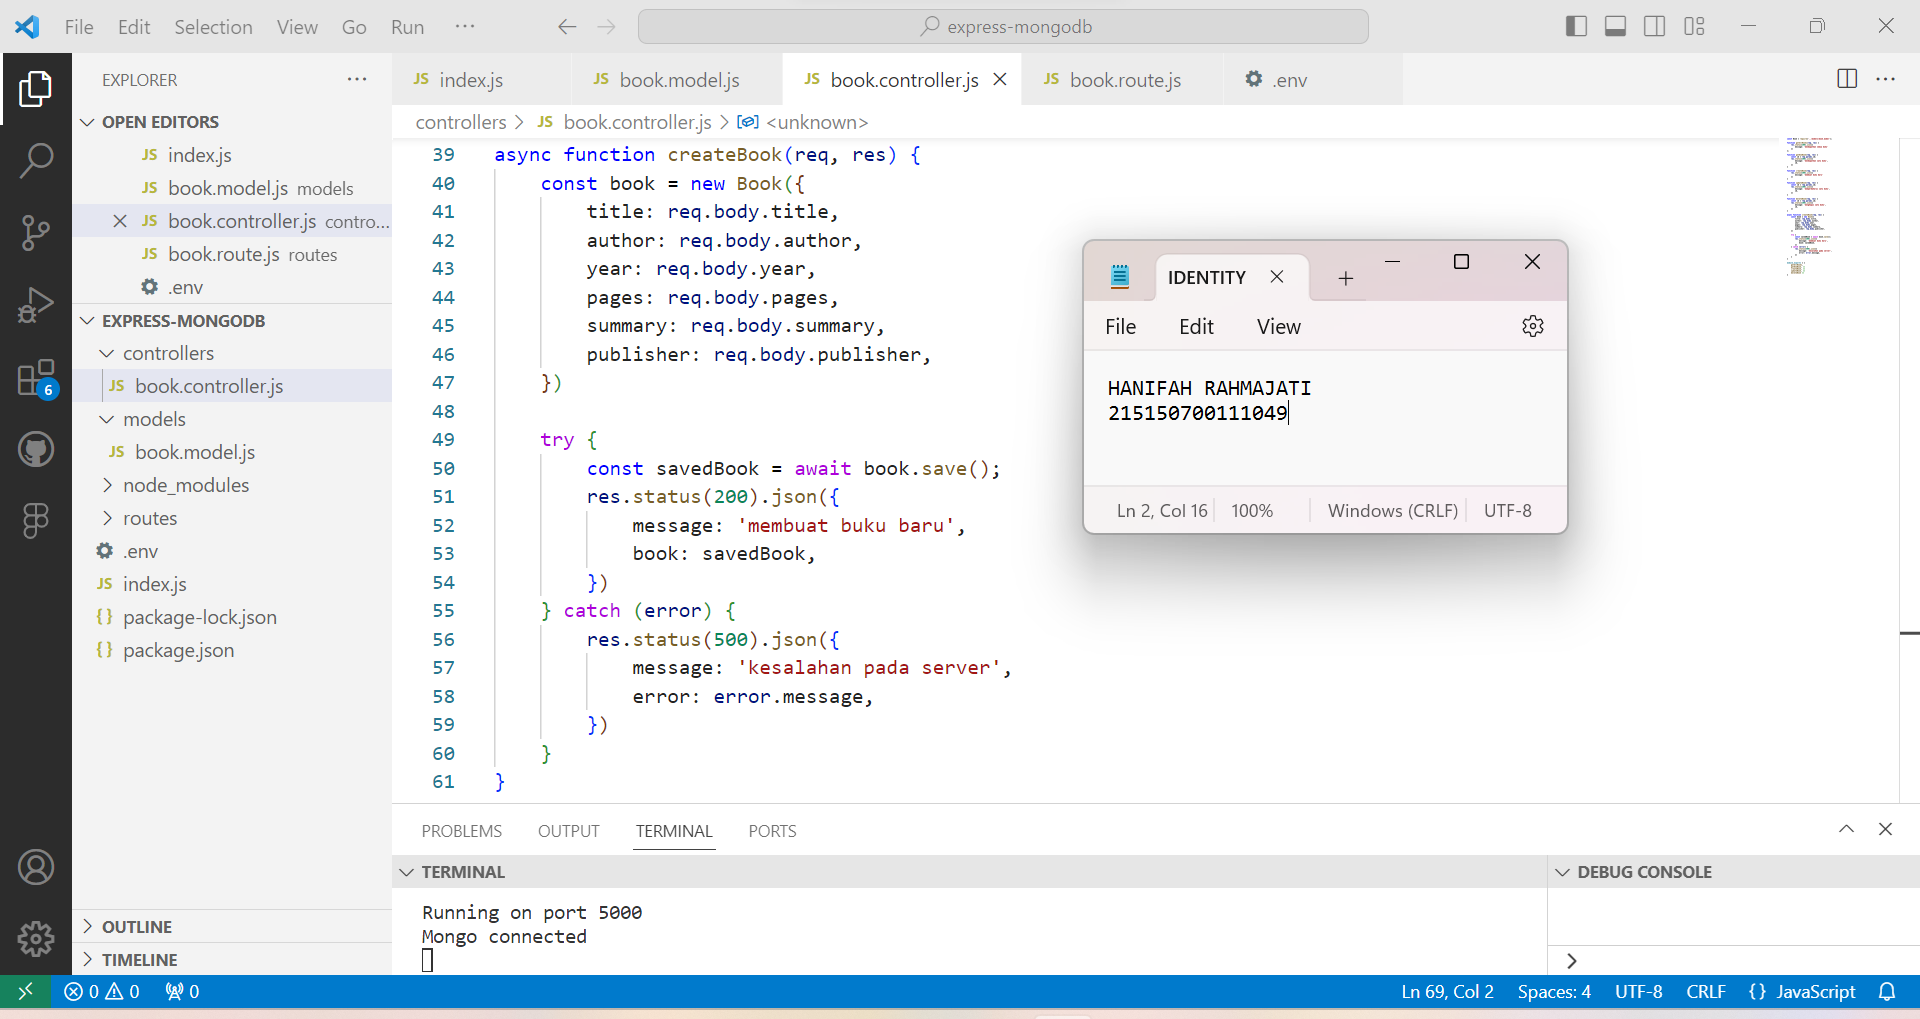 File Edit Selection View Go Run ···
express-mongodb
EXPLORER ···
OPEN EDITORS
JS index.js
JS book.model.js models
JS book.controller.js contro...
JS book.route.js routes
.env
EXPRESS-MONGODB
controllers
JS book.controller.js
models
JS book.model.js
node_modules
routes
.env
JS index.js
{} package-lock.json
{} package.json
OUTLINE
TIMELINE
6
JS index.js JS book.model.js JS book.controller.js JS book.route.js .env
controllers > JS book.controller.js > <unknown>
39 async function createBook(req, res) {
40 const book = new Book({
41 title: req.body.title,
42 author: req.body.author,
43 year: req.body.year,
44 pages: req.body.pages,
45 summary: req.body.summary,
46 publisher: req.body.publisher,
47 })
48
49 try {
50 const savedBook = await book.save();
51 res.status(200).json({
52 message: 'membuat buku baru',
53 book: savedBook,
54 })
55 } catch (error) {
56 res.status(500).json({
57 message: 'kesalahan pada server',
58 error: error.message,
59 })
60 }
61 }
IDENTITY
File Edit View
HANIFAH RAHMAJATI
215150700111049
Ln 2, Col 16 100% Windows (CRLF) UTF-8
PROBLEMS OUTPUT TERMINAL PORTS
TERMINAL
Running on port 5000
Mongo connected
DEBUG CONSOLE
0 0 0 Ln 69, Col 2 Spaces: 4 UTF-8 CRLF {} JavaScript